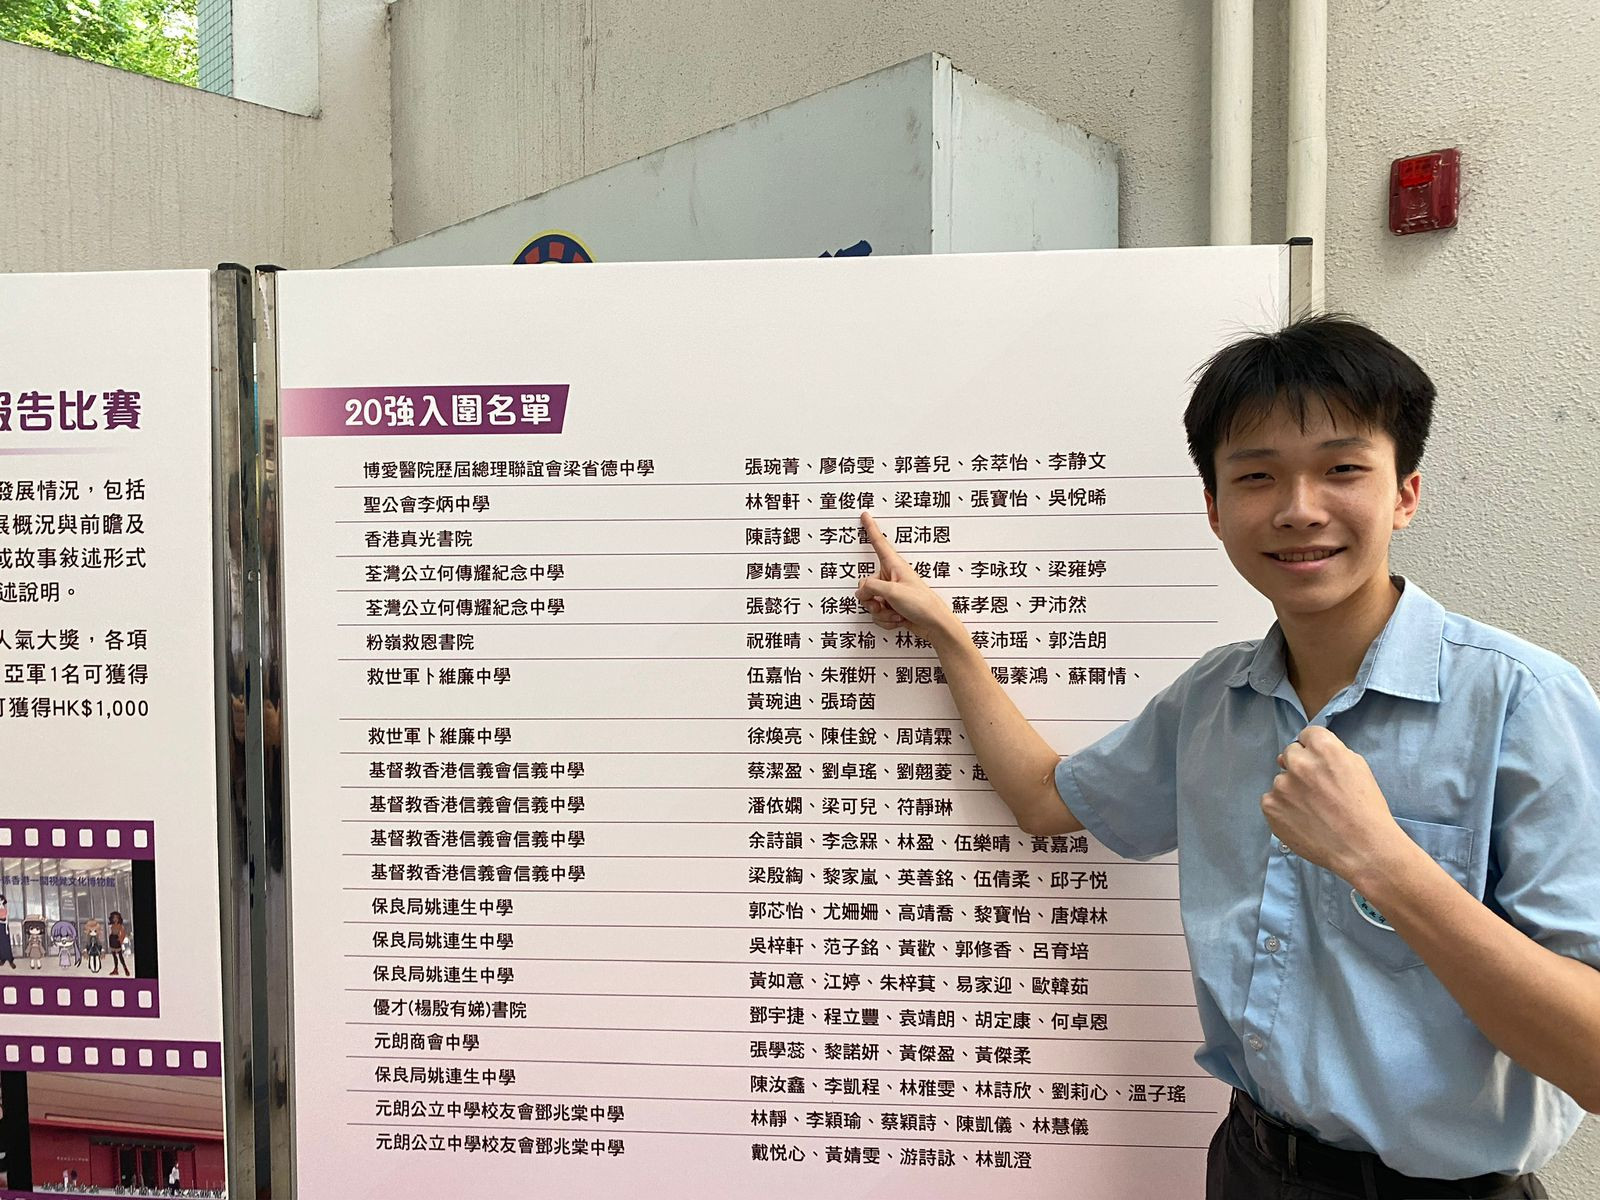 報告比賽
發展情況，包括
展概況與前瞻及
或故事敍述形式
述說明。
人氣大獎，各項
亞軍1名可獲得
可獲得HK$1,000
20強入圍名單
博愛醫院歷屆總理聯誼會梁省德中學 張琬菁、廖倚雯、郭善兒、余萃怡、李静文
聖公會李炳中學 林智軒、童俊偉、梁瑋珈、張寶怡、吳悅晞
香港真光書院 陳詩鍶、李芯蕾、屈沛恩
荃灣公立何傳耀紀念中學 廖婧雲、薛文熙、俊偉、李咏玫、梁雍婷
荃灣公立何傳耀紀念中學 張懿行、徐樂、蘇孝恩、尹沛然
粉嶺救恩書院 祝雅晴、黃家榆、林穎、蔡沛瑶、郭浩朗
救世軍卜維廉中學 伍嘉怡、朱雅妍、劉恩、陽蓁鴻、蘇爾情、
黃琬迪、張琦茵
救世軍卜維廉中學 徐煥亮、陳佳銳、周靖霖、
基督教香港信義會信義中學 蔡潔盈、劉卓瑤、劉翹菱、
基督教香港信義會信義中學 潘依嫻、梁可兒、符靜琳
基督教香港信義會信義中學 余詩韻、李念槑、林盈、伍樂晴、黃嘉鴻
基督教香港信義會信義中學 梁殷綯、黎家嵐、英善銘、伍倩柔、邱子悦
保良局姚連生中學 郭芯怡、尤姍姍、高靖喬、黎寶怡、唐煒林
保良局姚連生中學 吳梓軒、范子銘、黃歡、郭修香、呂育培
保良局姚連生中學 黃如意、江婷、朱梓萁、易家迎、歐韓茹
優才(楊殷有娣)書院 鄧宇捷、程立豐、袁靖朗、胡定康、何卓恩
元朗商會中學 張學蕊、黎諾妍、黃傑盈、黃傑柔
保良局姚連生中學 陳汝鑫、李凱程、林雅雯、林詩欣、劉莉心、溫子瑤
元朗公立中學校友會鄧兆棠中學 林靜、李穎瑜、蔡穎詩、陳凱儀、林慧儀
元朗公立中學校友會鄧兆棠中學 戴悦心、黃婧雯、游詩詠、林凱澄
香港一間視覺文化博物館